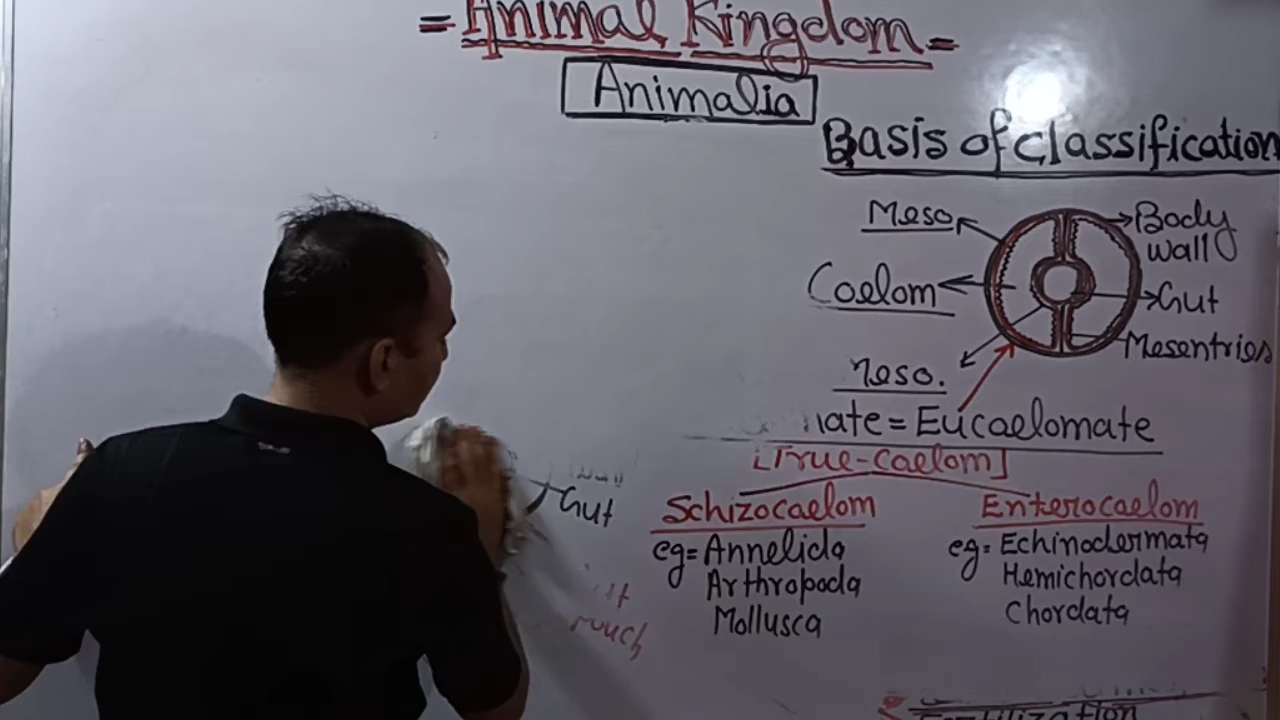 = Animal Kingdom =
Animalia
Basis of classification
Meso
Body
wall
Coelom
Gut
Mesentries
Meso.
= Eucaelomate
[True-Caelom]
Gut
Schizocaelom
Enterocaelom
eg= Annelida
Arthropoda
Mollusca
eg= Echinodermata
Hemichordata
Chordata